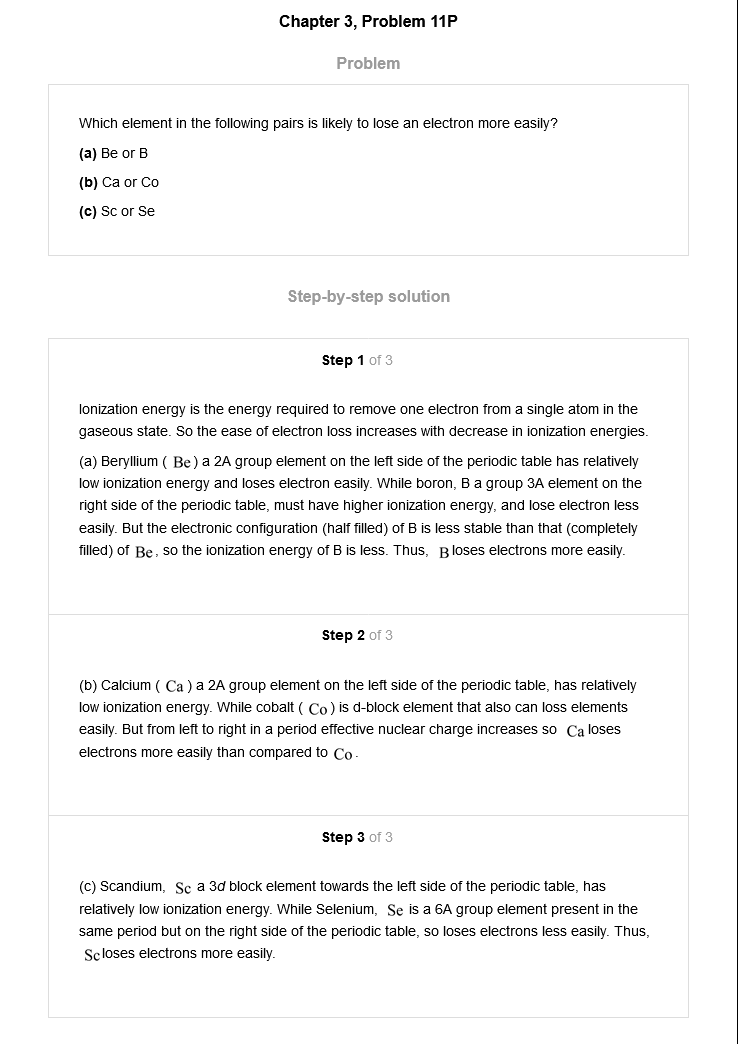 Chapter 3, Problem 11P
Problem
Which element in the following pairs is likely to lose an electron more easily?
(a) Be or B
(b) Ca or Co
(c) Sc or Se
Step-by-step solution
Step 1 of 3
Ionization energy is the energy required to remove one electron from a single atom in the
gaseous state. So the ease of electron loss increases with decrease in ionization energies.
(a) Beryllium ( Be ) a 2A group element on the left side of the periodic table has relatively
low ionization energy and loses electron easily. While boron, B a group 3A element on the
right side of the periodic table, must have higher ionization energy, and lose electron less
easily. But the electronic configuration (half filled) of B is less stable than that (completely
filled) of Be , so the ionization energy of B is less. Thus, B loses electrons more easily.
Step 2 of 3
(b) Calcium ( Ca ) a 2A group element on the left side of the periodic table, has relatively
low ionization energy. While cobalt ( Co ) is d-block element that also can loss elements
easily. But from left to right in a period effective nuclear charge increases so Ca loses
electrons more easily than compared to Co .
Step 3 of 3
(c) Scandium, Sc a 3d block element towards the left side of the periodic table, has
relatively low ionization energy. While Selenium, Se is a 6A group element present in the
same period but on the right side of the periodic table, so loses electrons less easily. Thus,
Sc loses electrons more easily.